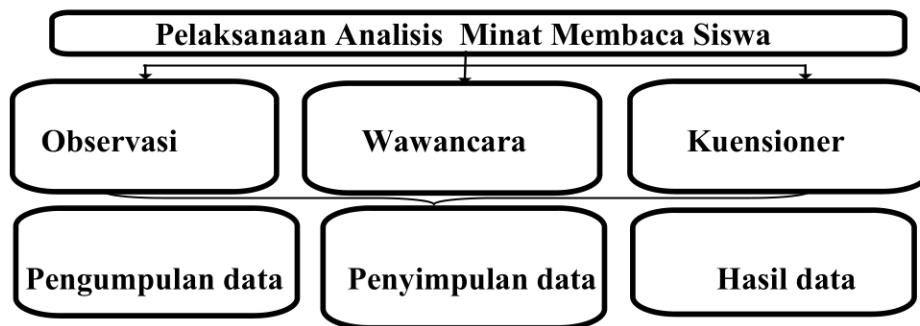 Pelaksanaan Analisis Minat Membaca Siswa
Observasi
Wawancara
Kuensioner
Pengumpulan data
Penyimpulan data
Hasil data